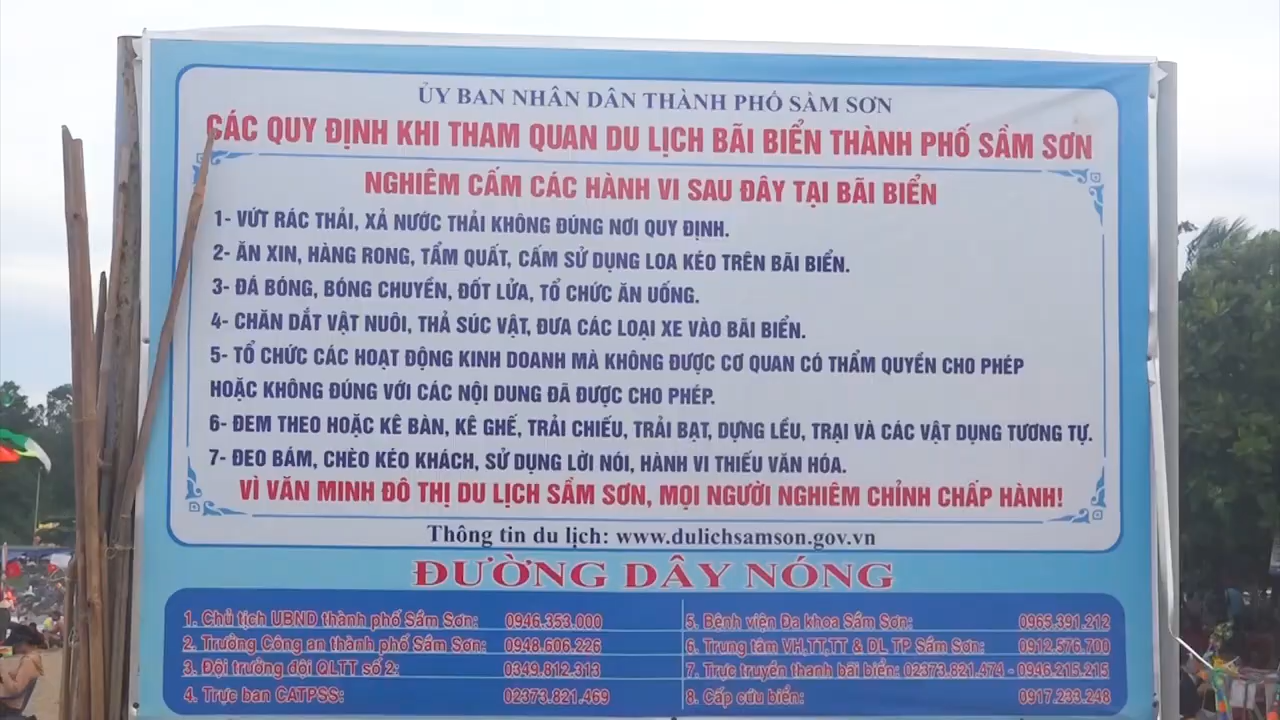 ỦY BAN NHÂN DÂN THÀNH PHỐ SẦM SƠN
CÁC QUY ĐỊNH KHI THAM QUAN DU LỊCH BÃI BIỂN THÀNH PHỐ SẦM SƠN
NGHIÊM CẤM CÁC HÀNH VI SAU ĐÂY TẠI BÃI BIỂN
1- VỨT RÁC THẢI, XẢ NƯỚC THẢI KHÔNG ĐÚNG NƠI QUY ĐỊNH.
2- ĂN XIN, HÀNG RONG, TẨM QUẤT, CẤM SỬ DỤNG LOA KÉO TRÊN BÃI BIỂN.
3- ĐÁ BÓNG, BÓNG CHUYỀN, ĐỐT LỬA, TỔ CHỨC ĂN UỐNG.
4- CHĂN DẮT VẬT NUÔI, THẢ SÚC VẬT, ĐƯA CÁC LOẠI XE VÀO BÃI BIỂN.
5- TỔ CHỨC CÁC HOẠT ĐỘNG KINH DOANH MÀ KHÔNG ĐƯỢC CƠ QUAN CÓ THẨM QUYỀN CHO PHÉP
HOẶC KHÔNG ĐÚNG VỚI CÁC NỘI DUNG ĐÃ ĐƯỢC CHO PHÉP.
6- ĐEM THEO HOẶC KÊ BÀN, KÊ GHẾ, TRẢI CHIẾU, TRẢI BẠT, DỰNG LỀU, TRẠI VÀ CÁC VẬT DỤNG TƯƠNG TỰ.
7- ĐEO BÁM, CHÈO KÉO KHÁCH, SỬ DỤNG LỜI NÓI, HÀNH VI THIẾU VĂN HÓA.
VÌ VĂN MINH ĐÔ THỊ DU LỊCH SẦM SƠN, MỌI NGƯỜI NGHIÊM CHỈNH CHẤP HÀNH!
Thông tin du lịch: www.dulichsamson.gov.vn
ĐƯỜNG DÂY NÓNG
1. Chủ tịch UBND thành phố Sầm Sơn: 0946.353.000
2. Trưởng Công an thành phố Sầm Sơn: 0948.606.226
3. Đội trưởng đội QLTT số 2: 0349.812.313
4. Trực ban CATPSS: 02373.821.469
5. Bệnh viện Đa khoa Sầm Sơn: 0965.391.212
6. Trung tâm VH,TT,TT & DL TP Sầm Sơn: 0912.576.700
7. Trực truyền thanh bãi biển: 02373.821.474 - 0946.215.215
8. Cấp cứu biển: 0917.233.248